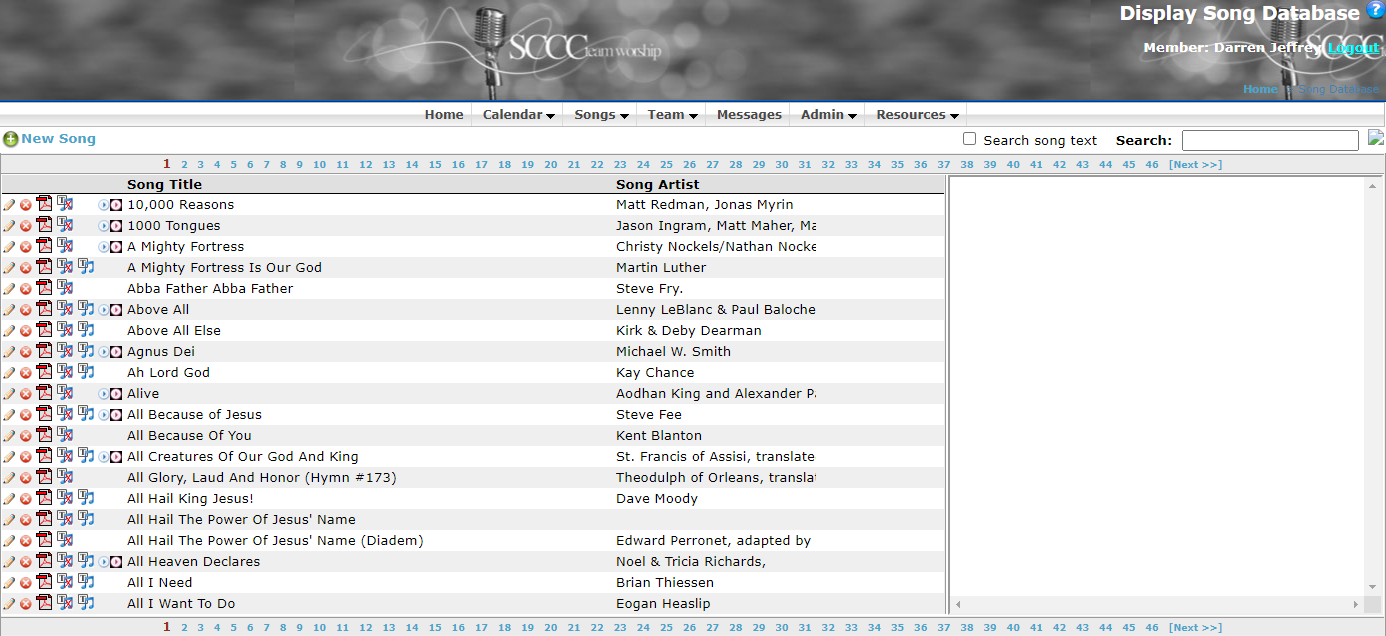 Display Song Database
SCCC team worship
Member: Darren Jeffrey Logout
SCCC
Home > Song Database
Home Calendar Songs Team Messages Admin Resources
New Song Search song text Search:
1 2 3 4 5 6 7 8 9 10 11 12 13 14 15 16 17 18 19 20 21 22 23 24 25 26 27 28 29 30 31 32 33 34 35 36 37 38 39 40 41 42 43 44 45 46 [Next >>]
Song Title Song Artist
10,000 Reasons Matt Redman, Jonas Myrin
1000 Tongues Jason Ingram, Matt Maher, Ma
A Mighty Fortress Christy Nockels/Nathan Nocke
A Mighty Fortress Is Our God Martin Luther
Abba Father Abba Father Steve Fry.
Above All Lenny LeBlanc & Paul Baloche
Above All Else Kirk & Deby Dearman
Agnus Dei Michael W. Smith
Ah Lord God Kay Chance
Alive Aodhan King and Alexander P
All Because of Jesus Steve Fee
All Because Of You Kent Blanton
All Creatures Of Our God And King St. Francis of Assisi, translate
All Glory, Laud And Honor (Hymn #173) Theodulph of Orleans, translat
All Hail King Jesus! Dave Moody
All Hail The Power Of Jesus' Name
All Hail The Power Of Jesus' Name (Diadem) Edward Perronet, adapted by
All Heaven Declares Noel & Tricia Richards,
All I Need Brian Thiessen
All I Want To Do Eogan Heaslip
1 2 3 4 5 6 7 8 9 10 11 12 13 14 15 16 17 18 19 20 21 22 23 24 25 26 27 28 29 30 31 32 33 34 35 36 37 38 39 40 41 42 43 44 45 46 [Next >>]